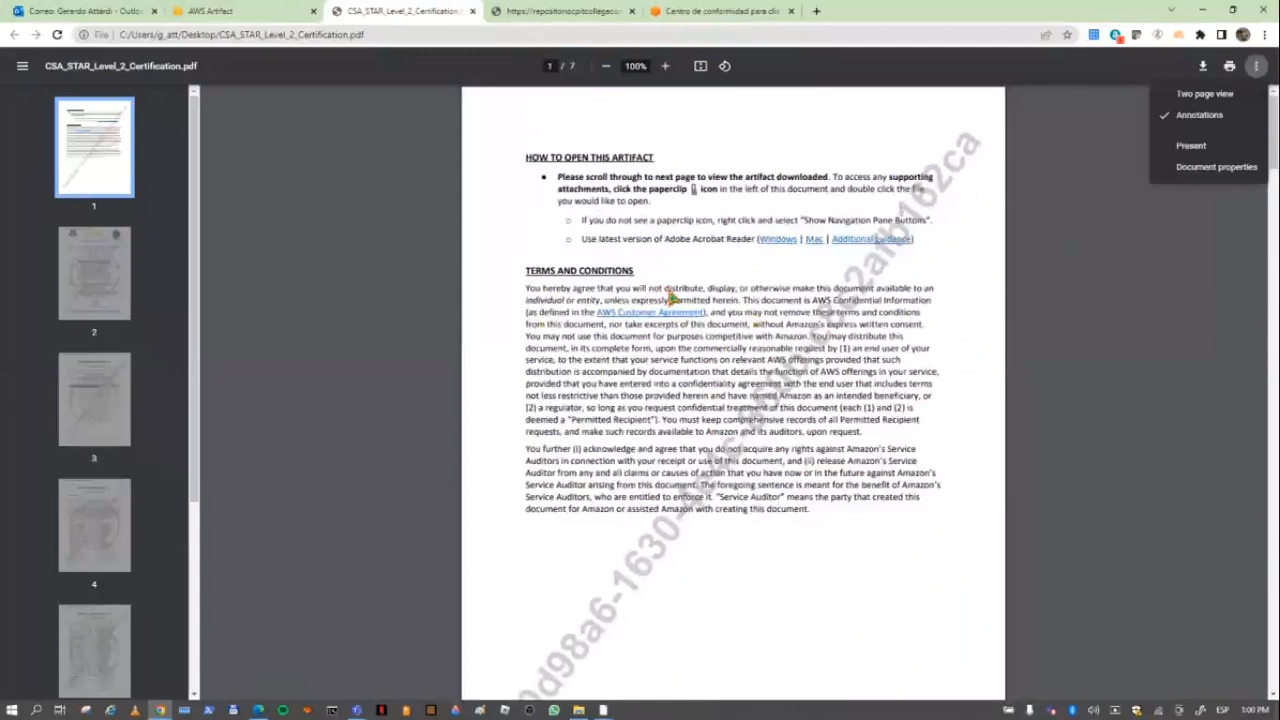 Correo: Gerardo Attardi - Outloo
AWS Artifact
CSA_STAR_Level_2_Certification.
https://repositoriocpitcollegacon
Centro de conformidad para clie
File
C:/Users/g_att/Desktop/CSA_STAR_Level_2_Certification.pdf
CSA_STAR_Level_2_Certification.pdf
1 / 7
100%
Two page view
Annotations
Present
Document properties
1
2
3
4
HOW TO OPEN THIS ARTIFACT
• Please scroll through to next page to view the artifact downloaded. To access any supporting
attachments, click the paperclip icon in the left of this document and double click the file
you would like to open.
o If you do not see a paperclip icon, right click and select "Show Navigation Pane Buttons".
o Use latest version of Adobe Acrobat Reader (Windows | Mac | Additional guidance)
TERMS AND CONDITIONS
You hereby agree that you will not distribute, display, or otherwise make this document available to an
individual or entity, unless expressly permitted herein. This document is AWS Confidential Information
(as defined in the AWS Customer Agreement), and you may not remove these terms and conditions
from this document, nor take excerpts of this document, without Amazon's express written consent.
You may not use this document for purposes competitive with Amazon. You may distribute this
document, in its complete form, upon the commercially reasonable request by (1) an end user of your
service, to the extent that your service functions on relevant AWS offerings provided that such
distribution is accompanied by documentation that details the function of AWS offerings in your service,
provided that you have entered into a confidentiality agreement with the end user that includes terms
not less restrictive than those provided herein and have named Amazon as an intended beneficiary, or
(2) a regulator, so long as you request confidential treatment of this document (each (1) and (2) is
deemed a "Permitted Recipient"). You must keep comprehensive records of all Permitted Recipient
requests, and make such records available to Amazon and its auditors, upon request.
You further (i) acknowledge and agree that you do not acquire any rights against Amazon's Service
Auditors in connection with your receipt or use of this document, and (ii) release Amazon's Service
Auditor from any and all claims or causes of action that you have now or in the future against Amazon's
Service Auditor arising from this document. The foregoing sentence is meant for the benefit of Amazon's
Service Auditors, who are entitled to enforce it. "Service Auditor" means the party that created this
document for Amazon or assisted Amazon with creating this document.
ESP
1:00 PM